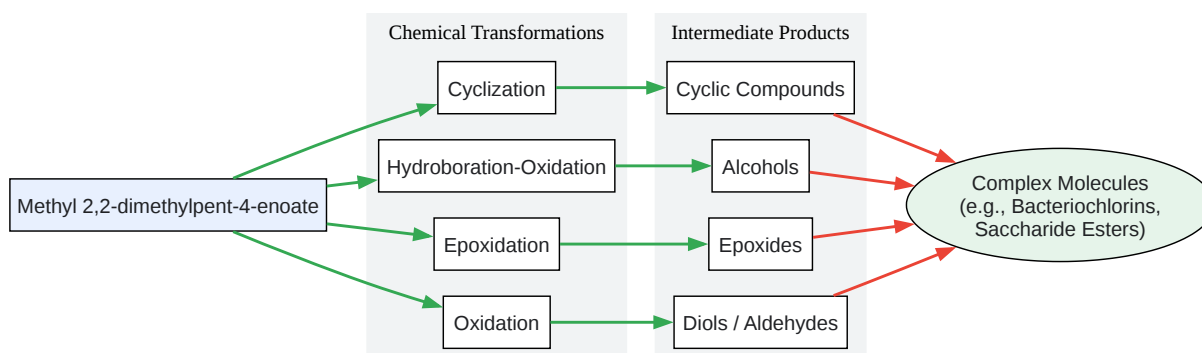 Chemical Transformations
Intermediate Products
Cyclization
Cyclic Compounds
Hydroboration-Oxidation
Alcohols
Methyl 2,2-dimethylpent-4-enoate
Complex Molecules
(e.g., Bacteriochlorins,
Saccharide Esters)
Epoxidation
Epoxides
Oxidation
Diols / Aldehydes